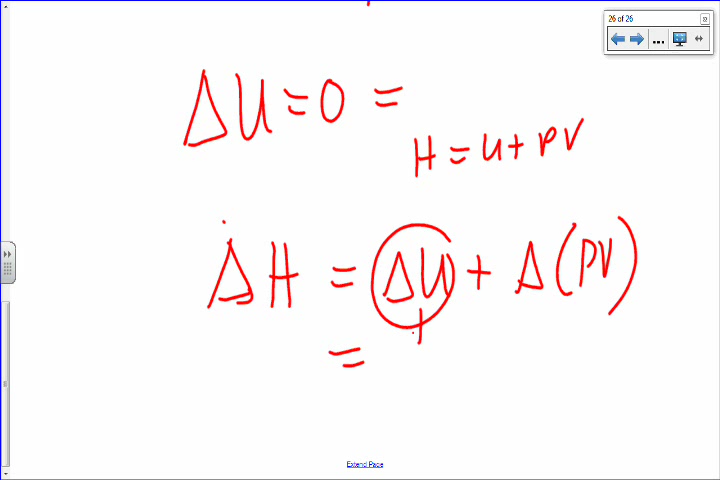 26 of 26
ΔU = 0 =
H = U + PV
ΔH = ΔU + Δ(PV)
=
Extend Page